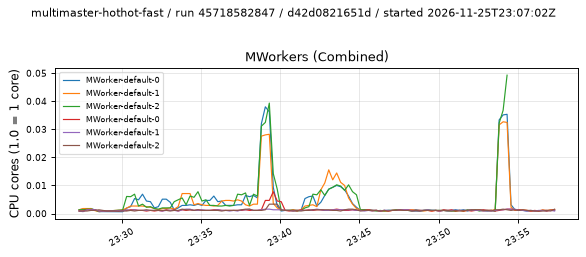 multimaster-hothot-fast / run 45718582847 / d42d0821651d / started 2026-11-25T23:07:02Z
MWorkers (Combined)
CPU cores (1.0 = 1 core)
0.05
0.04
0.03
0.02
0.01
0.00
MWorker-default-0
MWorker-default-1
MWorker-default-2
MWorker-default-0
MWorker-default-1
MWorker-default-2
23:30
23:35
23:40
23:45
23:50
23:55